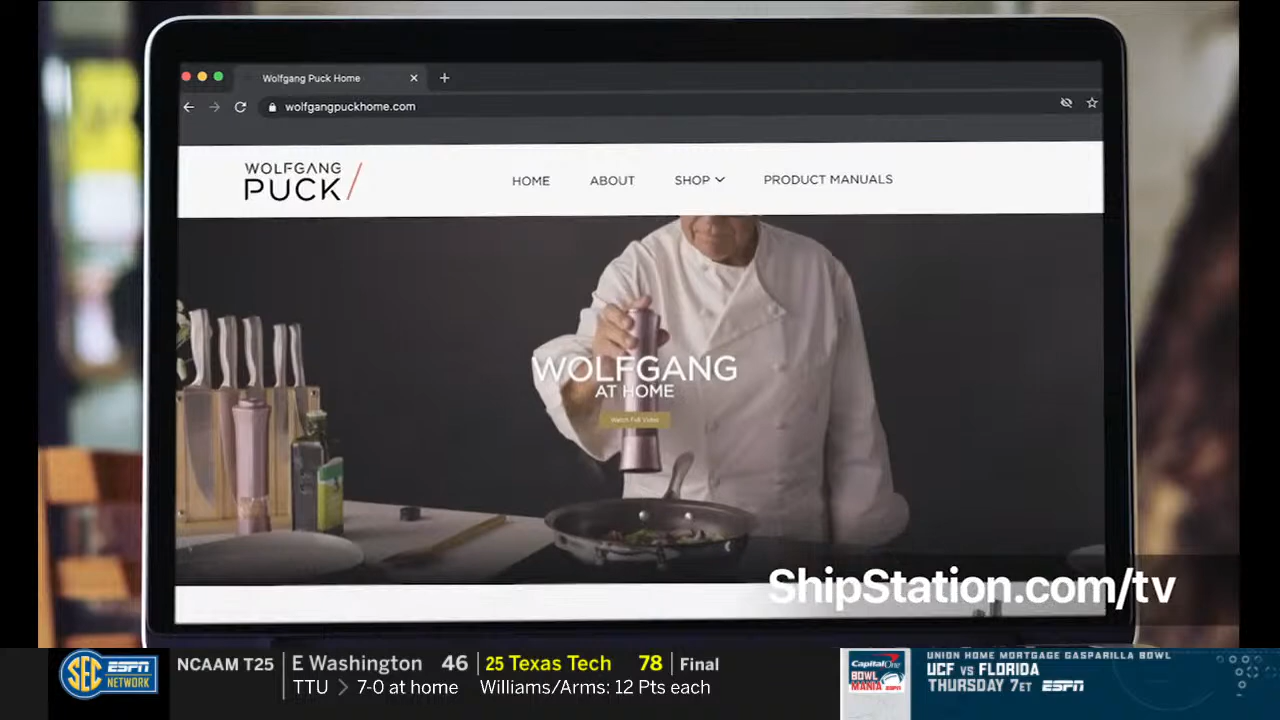 Wolfgang Puck Home
wolfgangpuckhome.com
WOLFGANG
PUCK/
HOME ABOUT SHOP PRODUCT MANUALS
WOLFGANG
AT HOME
Watch Full Video
ShipStation.com/tv
SEC ESPN
NETWORK
NCAAM T25
E Washington 46 25 Texas Tech 78 Final
TTU > 7-0 at home Williams/Arms: 12 Pts each
Capital One
BOWL
MANIA ESPN
UNION HOME MORTGAGE GASPARILLA BOWL
UCF VS FLORIDA
THURSDAY 7ET ESPN